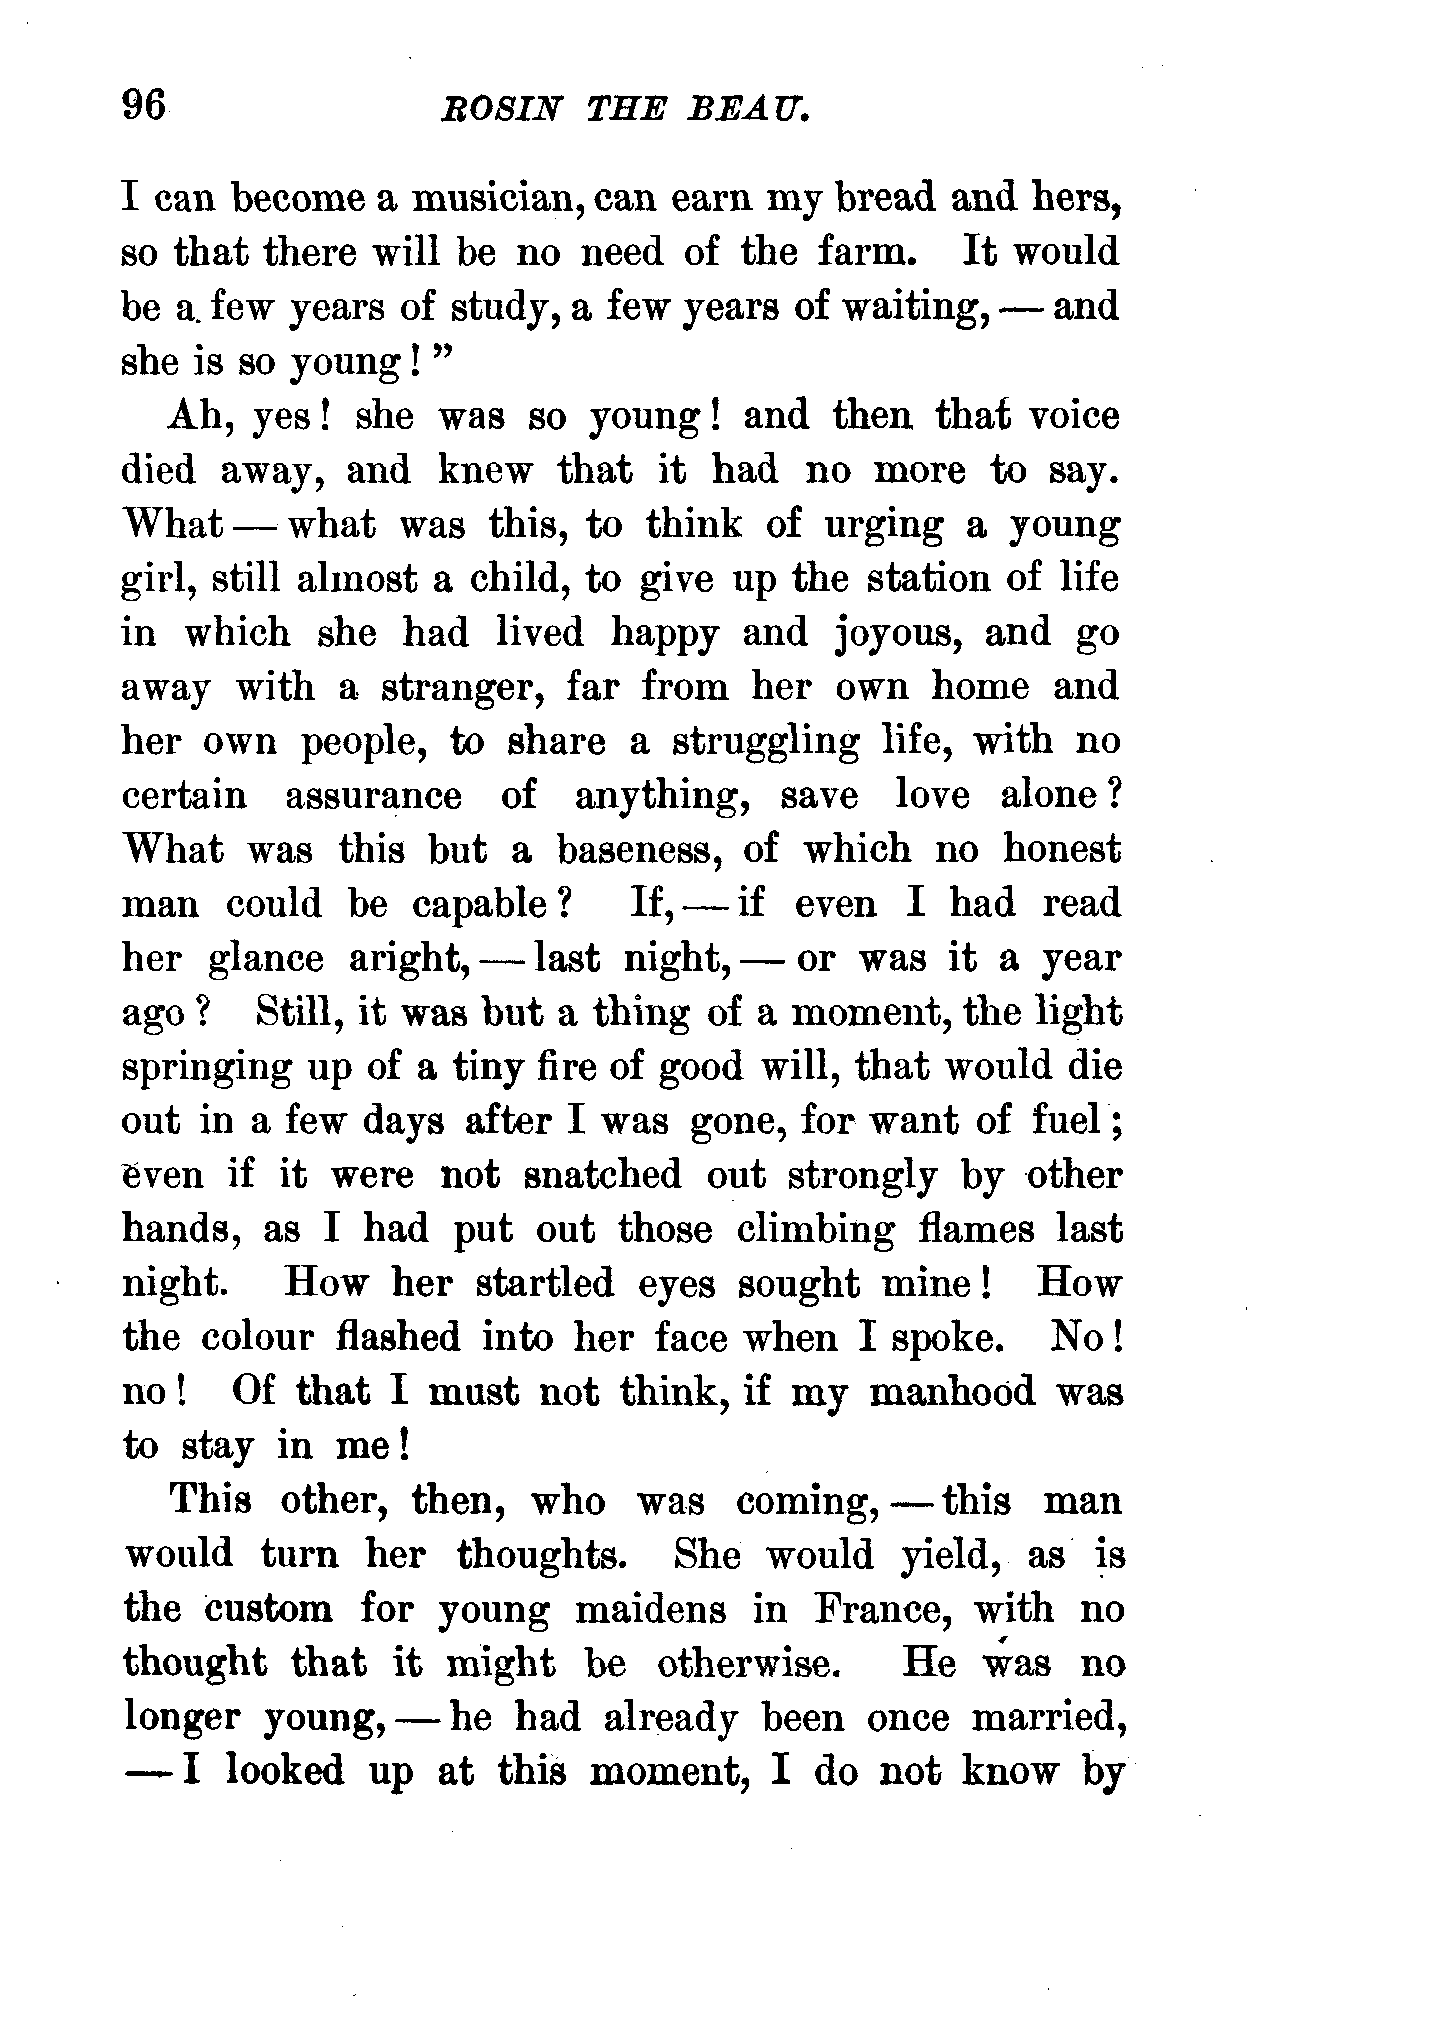 96 ROSIN THE BEAU.
I can become a musician, can earn my bread and hers,
so that there will be no need of the farm. It would
be a few years of study, a few years of waiting, — and
she is so young! ”
Ah, yes! she was so young! and then that voice
died away, and knew that it had no more to say.
What — what was this, to think of urging a young
girl, still almost a child, to give up the station of life
in which she had lived happy and joyous, and go
away with a stranger, far from her own home and
her own people, to share a struggling life, with no
certain assurance of anything, save love alone?
What was this but a baseness, of which no honest
man could be capable? If, — if even I had read
her glance aright, — last night, — or was it a year
ago? Still, it was but a thing of a moment, the light
springing up of a tiny fire of good will, that would die
out in a few days after I was gone, for want of fuel;
even if it were not snatched out strongly by other
hands, as I had put out those climbing flames last
night. How her startled eyes sought mine! How
the colour flashed into her face when I spoke. No!
no! Of that I must not think, if my manhood was
to stay in me!
This other, then, who was coming, — this man
would turn her thoughts. She would yield, as is
the custom for young maidens in France, with no
thought that it might be otherwise. He was no
longer young, — he had already been once married,
— I looked up at this moment, I do not know by